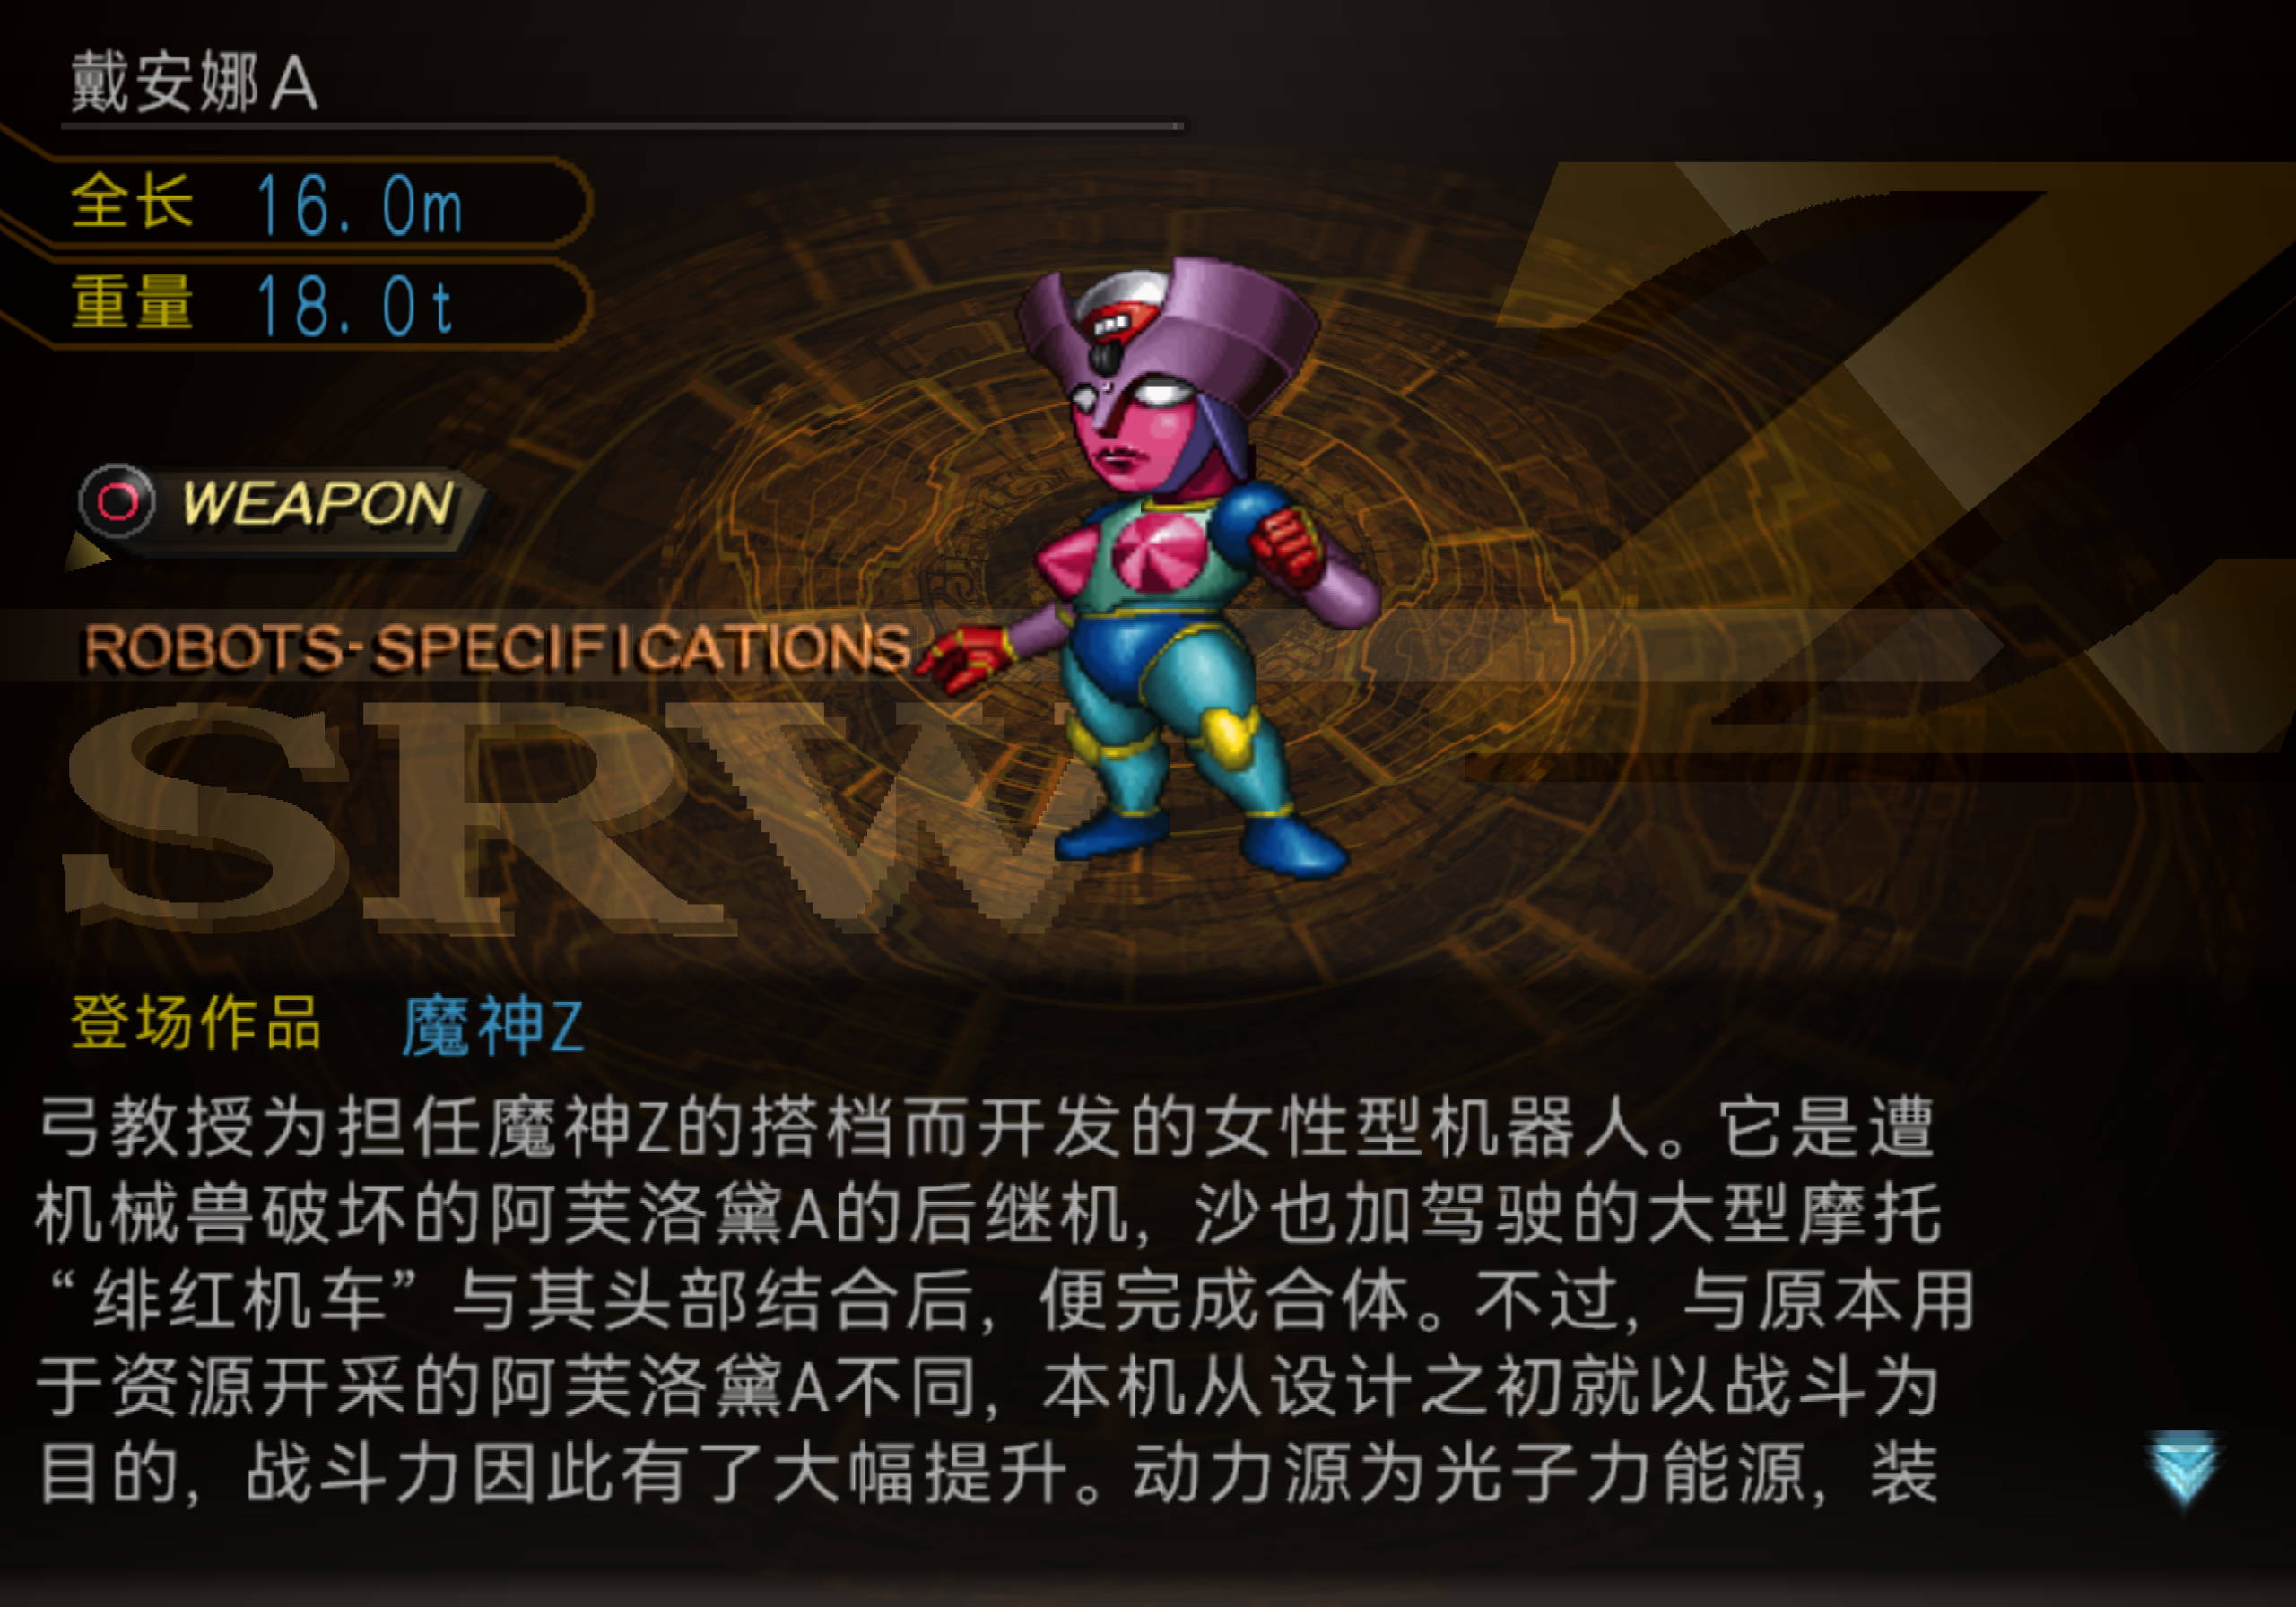 戴安娜A
全长 16.0m
重量 18.0t
WEAPON
ROBOTS-SPECIFICATIONS
SRW
Z
登场作品 魔神Z
弓教授为担任魔神Z的搭档而开发的女性型机器人。它是遭
机械兽破坏的阿芙洛黛A的后继机，沙也加驾驶的大型摩托
“绯红机车”与其头部结合后，便完成合体。不过，与原本用
于资源开采的阿芙洛黛A不同，本机从设计之初就以战斗为
目的，战斗力因此有了大幅提升。动力源为光子力能源，装